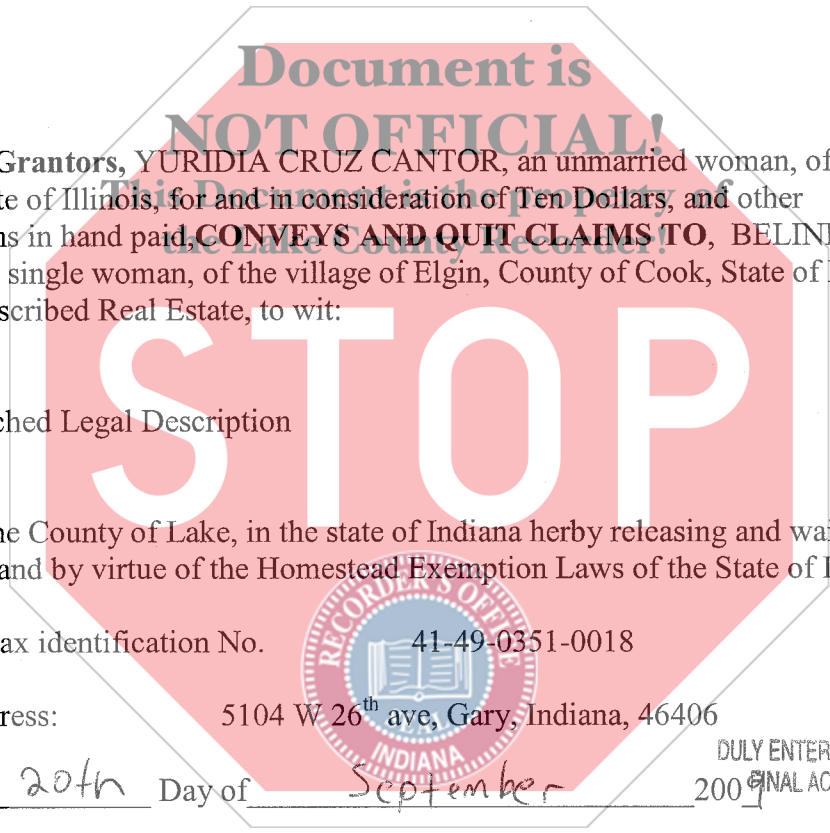 Document is
NOT OFFICIAL!
Grantors, YURIDIA CRUZ CANTOR, an unmarried woman, of
This Document is the property of
te of Illinois, for and in consideration of Ten Dollars, and other
the Lake County Recorder!
ns in hand paid,CONVEYS AND QUIT CLAIMS TO, BELIN
single woman, of the village of Elgin, County of Cook, State of
scribed Real Estate, to wit:
STOP
ched Legal Description
ne County of Lake, in the state of Indiana herby releasing and wai
and by virtue of the Homestead Exemption Laws of the State of
RECORDER'S OFFICE
ax identification No. 41-49-0351-0018
ress: 5104 W 26th ave, Gary, Indiana, 46406
INDIANA
DULY ENTER
20th Day of September 2009
FINAL AC